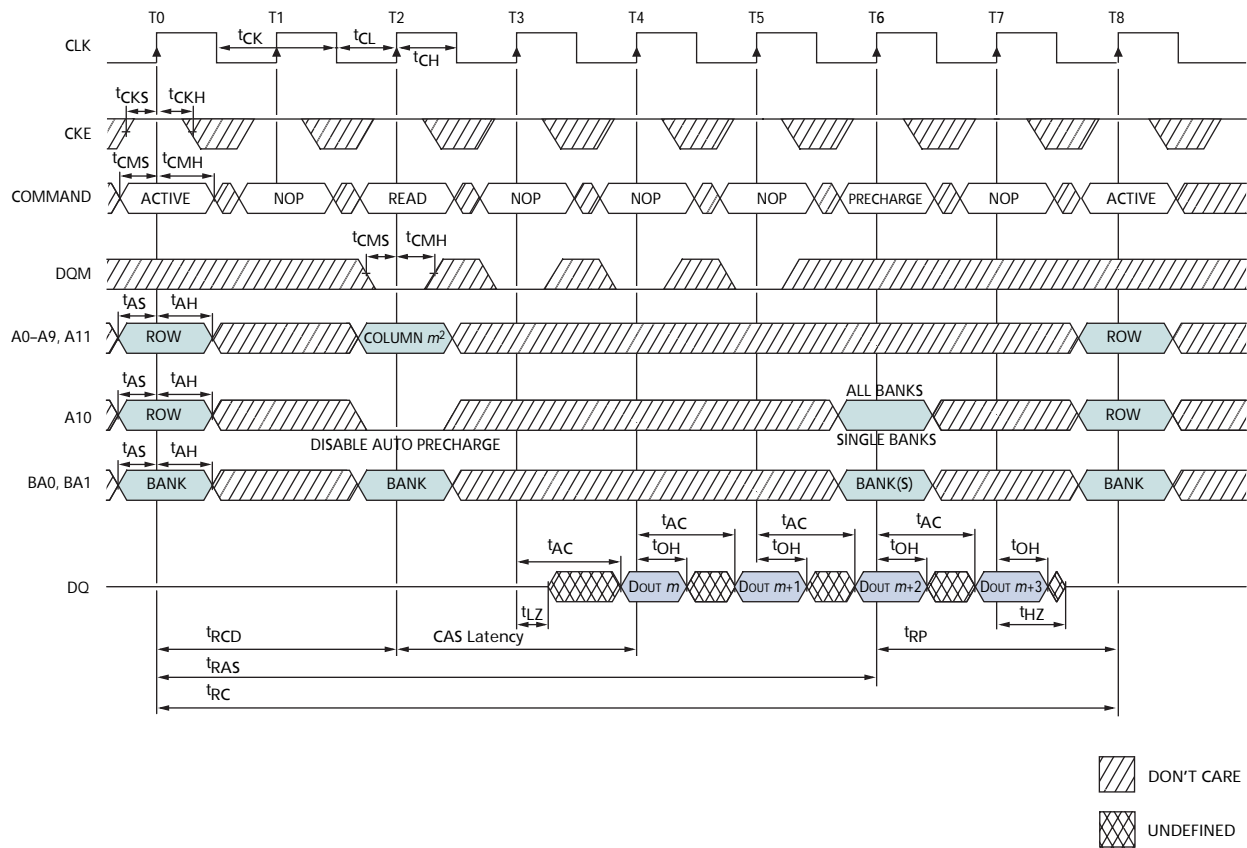 T0 T1 T2 T3 T4 T5 T6 T7 T8
CLK
tCK tCL
tCH
tCKS tCKH
CKE
tCMS tCMH
COMMAND ACTIVE NOP READ NOP NOP NOP PRECHARGE NOP ACTIVE
tCMS tCMH
DQM
tAS tAH
A0–A9, A11 ROW COLUMN m2 ROW
tAS tAH ALL BANKS
A10 ROW ROW
DISABLE AUTO PRECHARGE SINGLE BANKS
tAS tAH
BA0, BA1 BANK BANK BANK(S) BANK
tAC tAC tAC
tAC tOH tOH tOH tOH
DQ DOUT m DOUT m+1 DOUT m+2 DOUT m+3
tLZ tHZ
tRCD CAS Latency tRP
tRAS
tRC
DON'T CARE
UNDEFINED